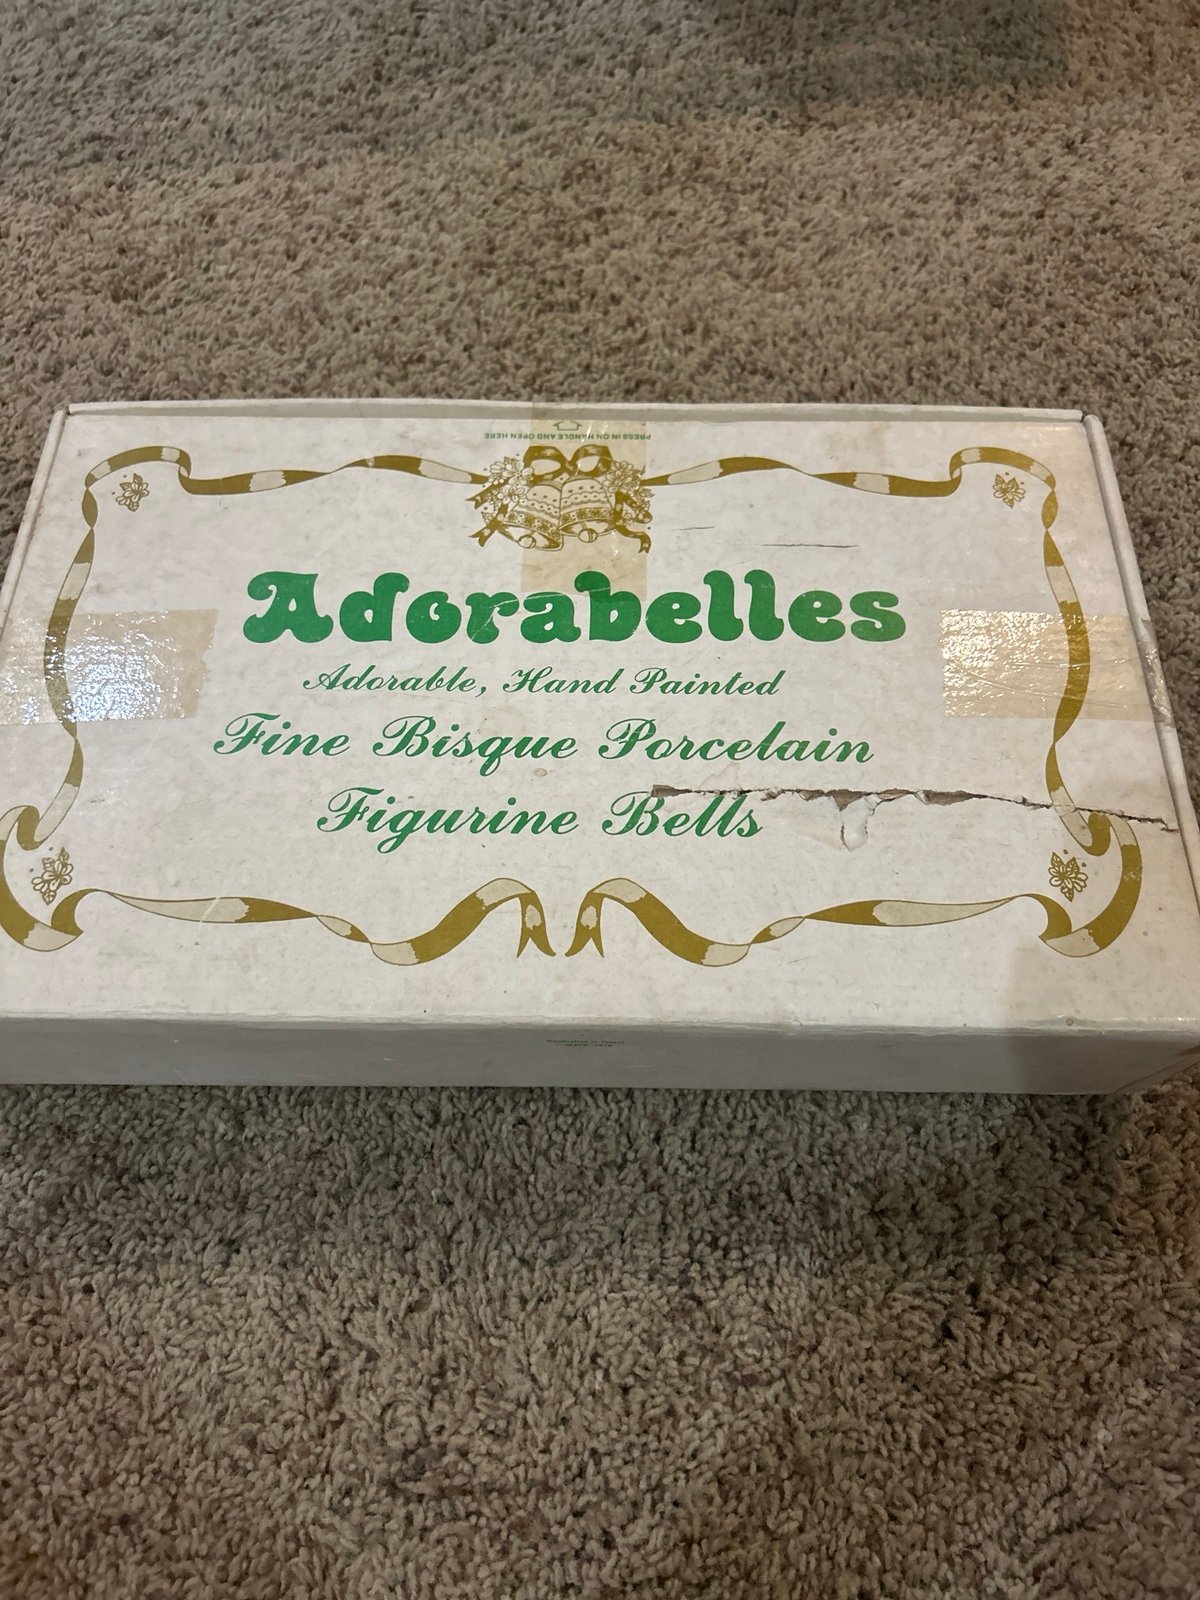 PRESS IN ON HANDLE AND OPEN HERE
Adorabelles
Adorable, Hand Painted
Fine Bisque Porcelain
Figurine Bells